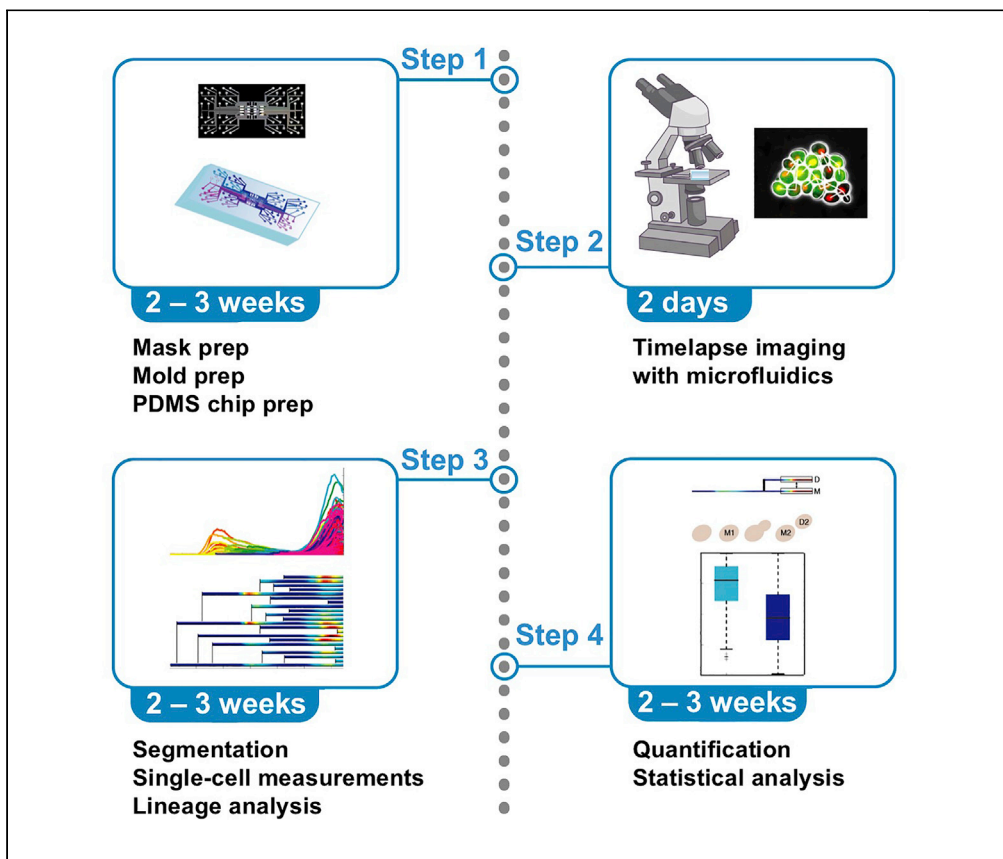 Step 1
2 – 3 weeks
Mask prep
Mold prep
PDMS chip prep
Step 2
2 days
Timelapse imaging
with microfluidics
Step 3
2 – 3 weeks
Segmentation
Single-cell measurements
Lineage analysis
Step 4
D
M
M1
M2
D2
2 – 3 weeks
Quantification
Statistical analysis